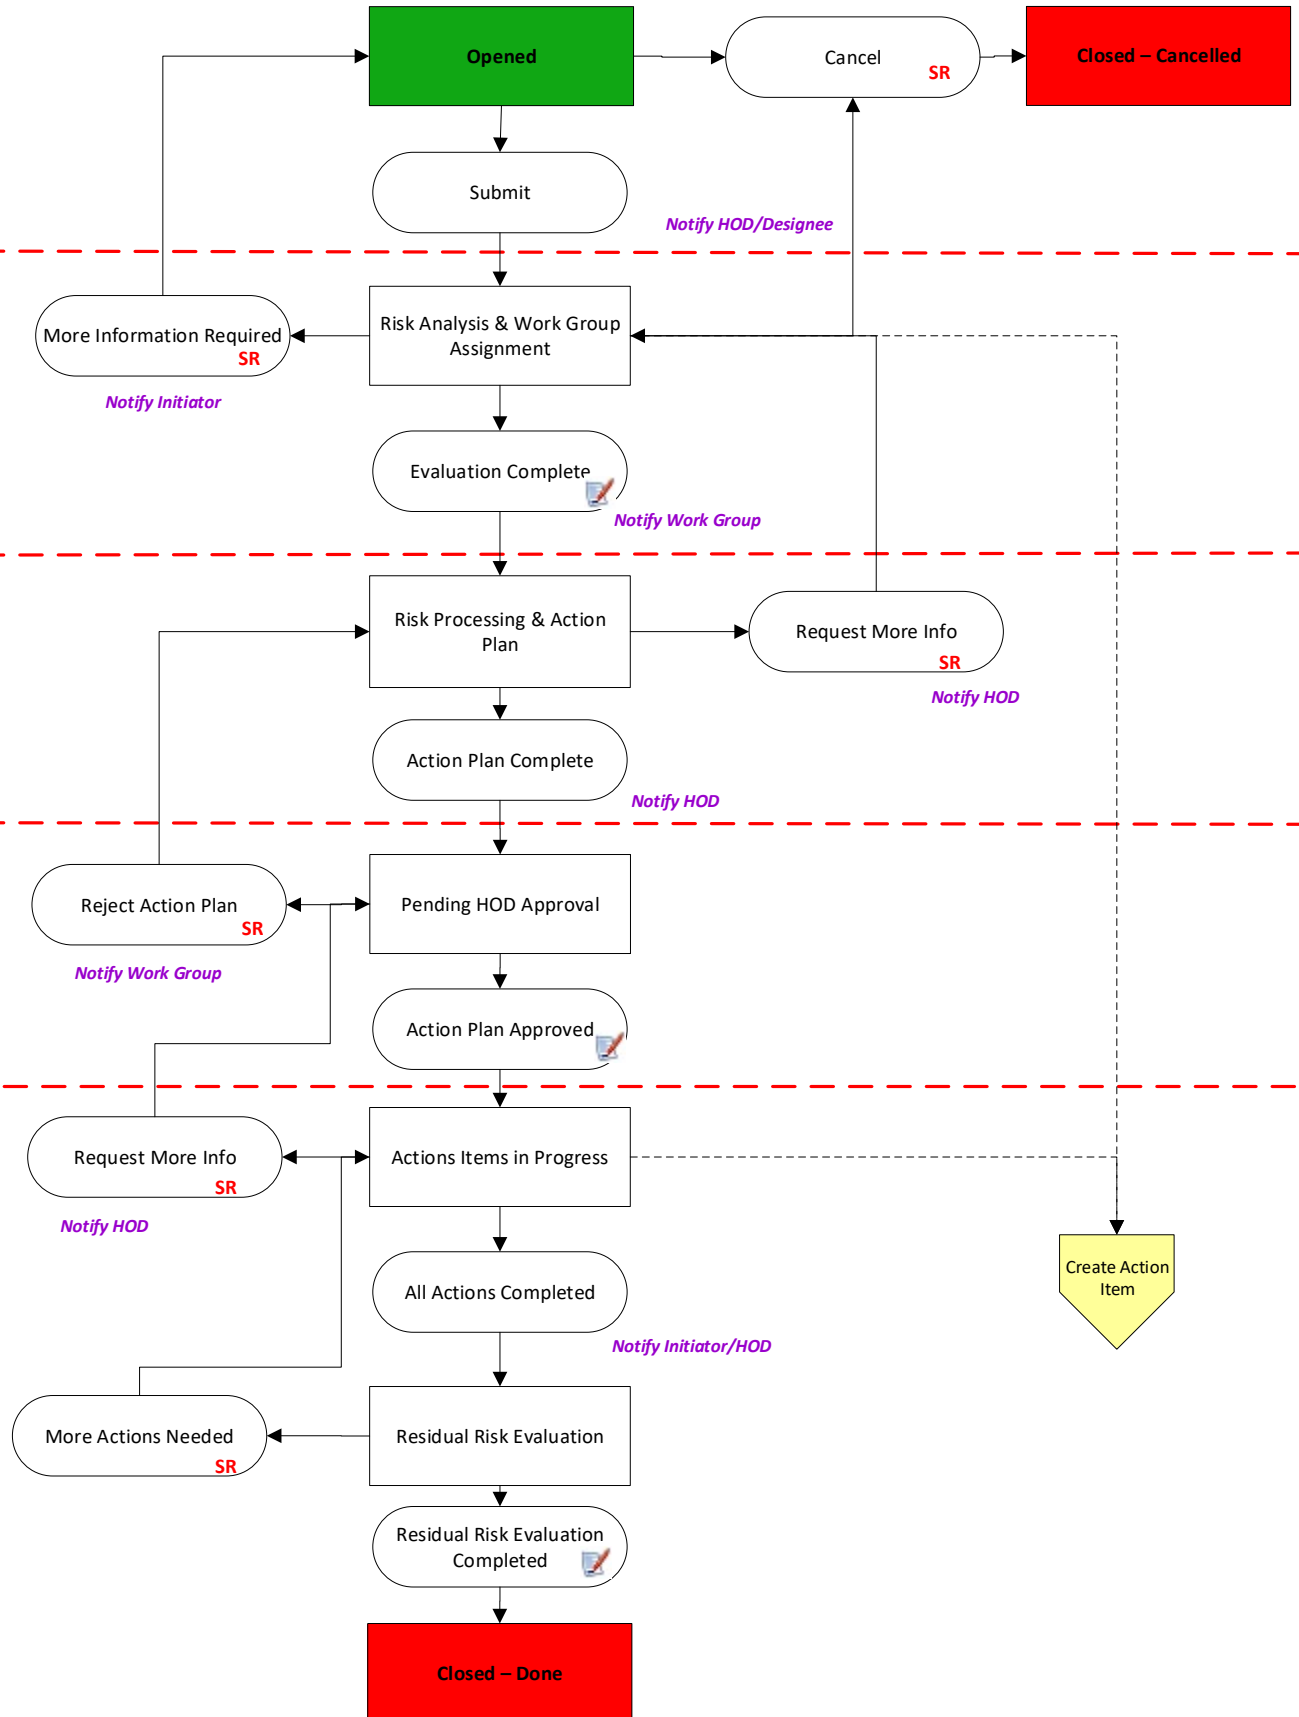 Opened
Cancel
SR
Closed – Cancelled
Submit
Notify HOD/Designee
More Information Required
SR
Notify Initiator
Risk Analysis & Work Group
Assignment
Evaluation Complete
Notify Work Group
Risk Processing & Action
Plan
Request More Info
SR
Notify HOD
Action Plan Complete
Notify HOD
Reject Action Plan
SR
Notify Work Group
Pending HOD Approval
Action Plan Approved
Request More Info
SR
Notify HOD
Actions Items in Progress
Create Action
Item
All Actions Completed
Notify Initiator/HOD
More Actions Needed
SR
Residual Risk Evaluation
Residual Risk Evaluation
Completed
Closed – Done